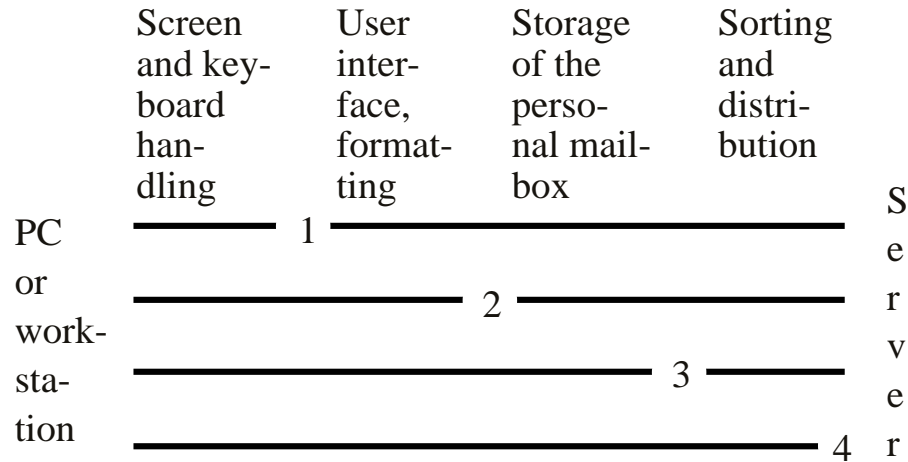 Screen
and key-
board
han-
dling
User
inter-
face,
format-
ting
Storage
of the
perso-
nal mail-
box
Sorting
and
distri-
bution
PC
or
work-
sta-
tion
1
2
3
4
S
e
r
v
e
r